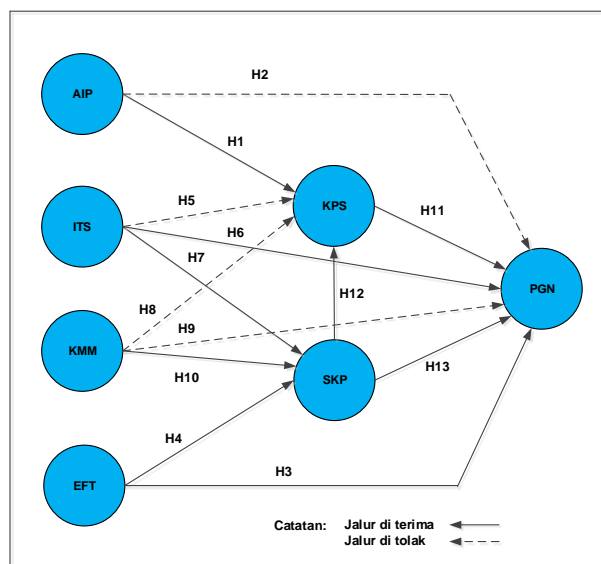 H2
AIP
H1
H5
KPS
H11
ITS
H6
H7
PGN
H12
H8
H9
KMM
H10
H13
SKP
H4
H3
EFT
Catatan: Jalur di terima
Jalur di tolak